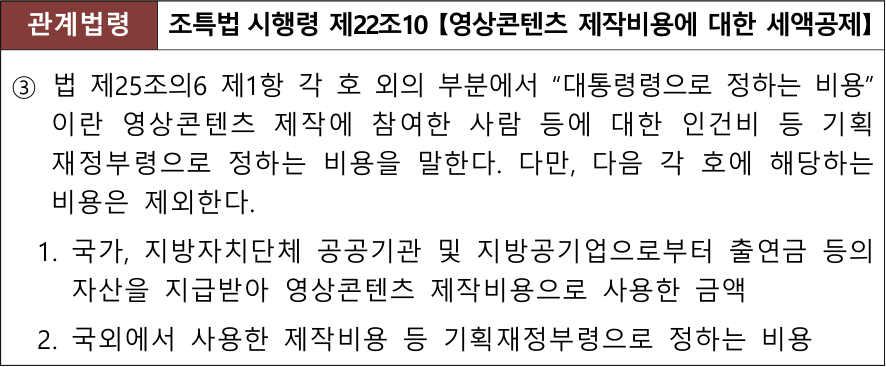 관계법령 조특법 시행령 제22조10 【영상콘텐츠 제작비용에 대한 세액공제】
③ 법 제25조의6 제1항 각 호 외의 부분에서 “대통령령으로 정하는 비용”
이란 영상콘텐츠 제작에 참여한 사람 등에 대한 인건비 등 기획
재정부령으로 정하는 비용을 말한다. 다만, 다음 각 호에 해당하는
비용은 제외한다.
1. 국가, 지방자치단체 공공기관 및 지방공기업으로부터 출연금 등의
자산을 지급받아 영상콘텐츠 제작비용으로 사용한 금액
2. 국외에서 사용한 제작비용 등 기획재정부령으로 정하는 비용